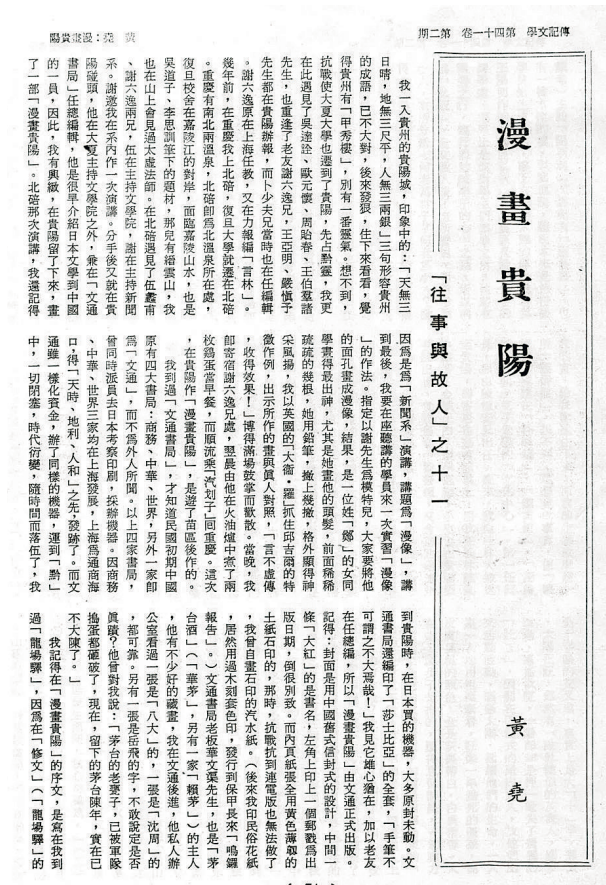 傳記文學 第四十一卷 第二期
黃 堯：漫畫貴陽
漫畫貴陽
「往事與故人」之十一
黃堯
我一入貴州的貴陽城，印象中的：「天無三
日晴，地無三尺平，人無三兩銀」三句形容貴州
的成語，已不大對，後來發狠，住下來看看，覺
得貴州有「甲秀樓」，別有一番靈氣。想不到，
抗戰使大夏大學也遷到了貴陽，先占黔靈，我更
在此遇見了吳逵詮、歐元懷、周貽春、王伯羣諸
先生，也重逢了老友謝六逸兄，王亞明、嚴愼予
先生都在貴陽辦報，而卜少夫兄當時也在任編輯
。謝六逸原在上海任教，又在力報編「言林」。
幾年前，在重慶我上北碚，復旦大學就遷在北碚
。重慶有南北兩溫泉，北碚卽爲北溫泉所在處，
復旦校舍在嘉陵江的對岸，面臨嘉陵山水，也是
吳道子、李思訓筆下的題材，那兒有縉雲山，我
也在山上會見過太虛法師。在北碚遇見了伍蠡甫
、謝六逸兩兄，伍在主持文學院，謝在主持新聞
系。謝邀我在系內作一次演講。分手後又就在貴
陽碰頭，他在大夏主持文學院之外，兼在「文通
書局」任總編輯，他是很早介紹日本文學到中國
的一員，因此，我有興緻，在貴陽留了下來，畫
了一部「漫畫貴陽」。北碚那次演講，我還記得
因爲是爲「新聞系」演講，講題爲「漫像」，講
到最後，我要在座聽講的學員來一次實習「漫像
」的作法。指定以謝先生爲模特兒，大家要將他
的面孔畫成漫像，結果，是一位姓「鄭」的女同
學畫得最出神，尤其是她畫他的頭髮，前面稀稀
疏疏的幾根，她用鉛筆，撇上幾撇，格外顯得神
采風揚，我以英國的「大衞．羅」抓住邱吉爾的特
徵作例，出示所作的畫與眞人對照，「言不虛傳
，收得效果！」博得滿場鼓掌而歡散。當晚，我
卽寄宿謝六逸兄處，翌晨由他在火油爐中煮了兩
枚鷄蛋當早餐，而順流乘「汽划子」囘重慶。這次
，在貴陽作「漫畫貴陽」，是遊了苗區後作的。
我到過「文通書局」，才知道民國初期中國
原有四大書局：商務、中華、世界，另外一家卽
爲「文通」，而不爲外人所聞。以上四家書局，
曾同時派員去日本考察印刷，採辦機器。因商務
、中華、世界三家均在上海發展，上海爲通商海
口，得「天時、地利、人和」之先，發跡了。而文
通雖一樣化資金，辦了同樣的機器，運到「黔」
中，一切閉塞，時代衍變，隨時間而落伍了，我
到貴陽時，在日本買的機器，大多原封未動。文
通書局還編印了「莎士比亞」的全套，「手筆不
可謂之不大焉哉！」我見它雄心猶在，加以老友
在任總編，所以「漫畫貴陽」由文通正式出版。
記得：封面是用中國舊式信封式的設計，中間一
條「大紅」的是書名，左角上印上一個郵戳爲出
版日期，倒很別致。而內頁紙張全用黃色薄靱的
土紙石印的，那時，抗戰抗到連電版也無法做了
，我曾自畫石印的汽水紙。（後來我印民俗花紙
，居然用過木刻套色印，發行到保甲長來「鳴鑼
報告」。）文通書局老板華文渠先生，也是「茅
台酒」（「華茅」，另有一家「賴茅」）的主人
，他有不少好的藏畫，我在文通後進，他私人辦
公室看過一張是「八大」的，一張是「沈周」的
，都可靠。另有一張是岳飛的字，不敢說定是否
眞蹟？他曾對我說：「茅台的老甕子，已被軍隊
搗蛋都砸破了，現在，留下的茅台陳年，實在已
不大陳了。」
我記得在「漫畫貴陽」的序文，是寫在我到
過「龍場驛」，因爲在「修文」（「龍場驛」的